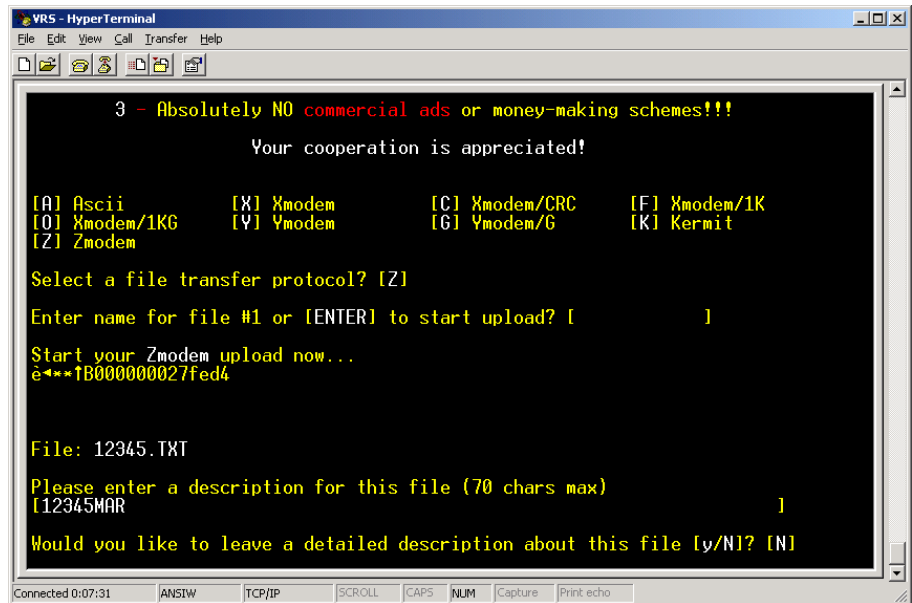 VRS - HyperTerminal
File Edit View Call Transfer Help
3 - Absolutely NO commercial ads or money-making schemes!!!
Your cooperation is appreciated!
[A] Ascii [X] Xmodem [C] Xmodem/CRC [F] Xmodem/1K
[O] Xmodem/1KG [Y] Ymodem [G] Ymodem/G [K] Kermit
[Z] Zmodem
Select a file transfer protocol? [Z]
Enter name for file #1 or [ENTER] to start upload? [ ]
Start your Zmodem upload now...
è◄**↑B000000027fed4
File: 12345.TXT
Please enter a description for this file (70 chars max)
[12345MAR ]
Would you like to leave a detailed description about this file [y/N]? [N]
Connected 0:07:31 ANSIW TCP/IP SCROLL CAPS NUM Capture Print echo